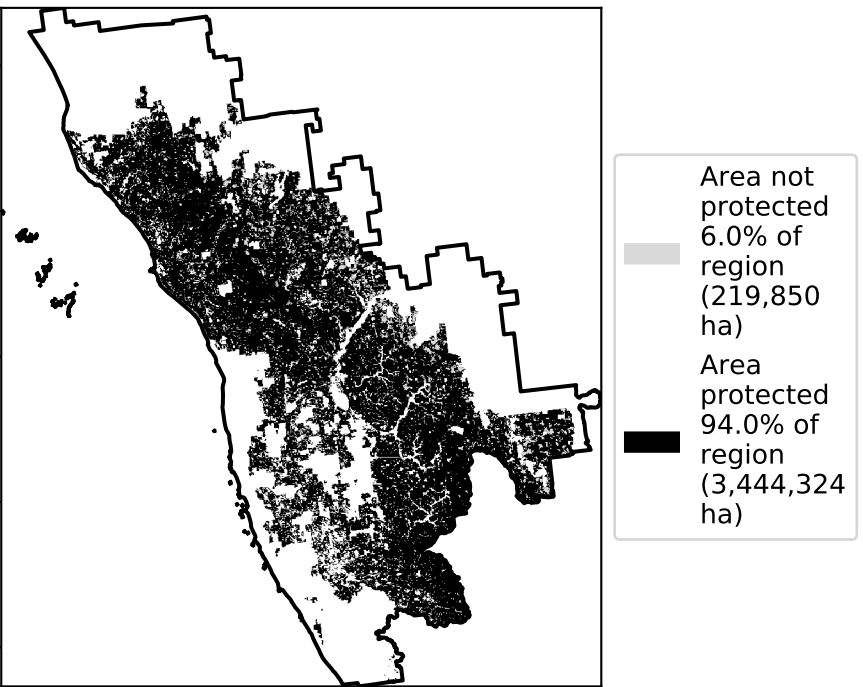 Area not
protected
6.0% of
region
(219,850
ha)
Area
protected
94.0% of
region
(3,444,324
ha)